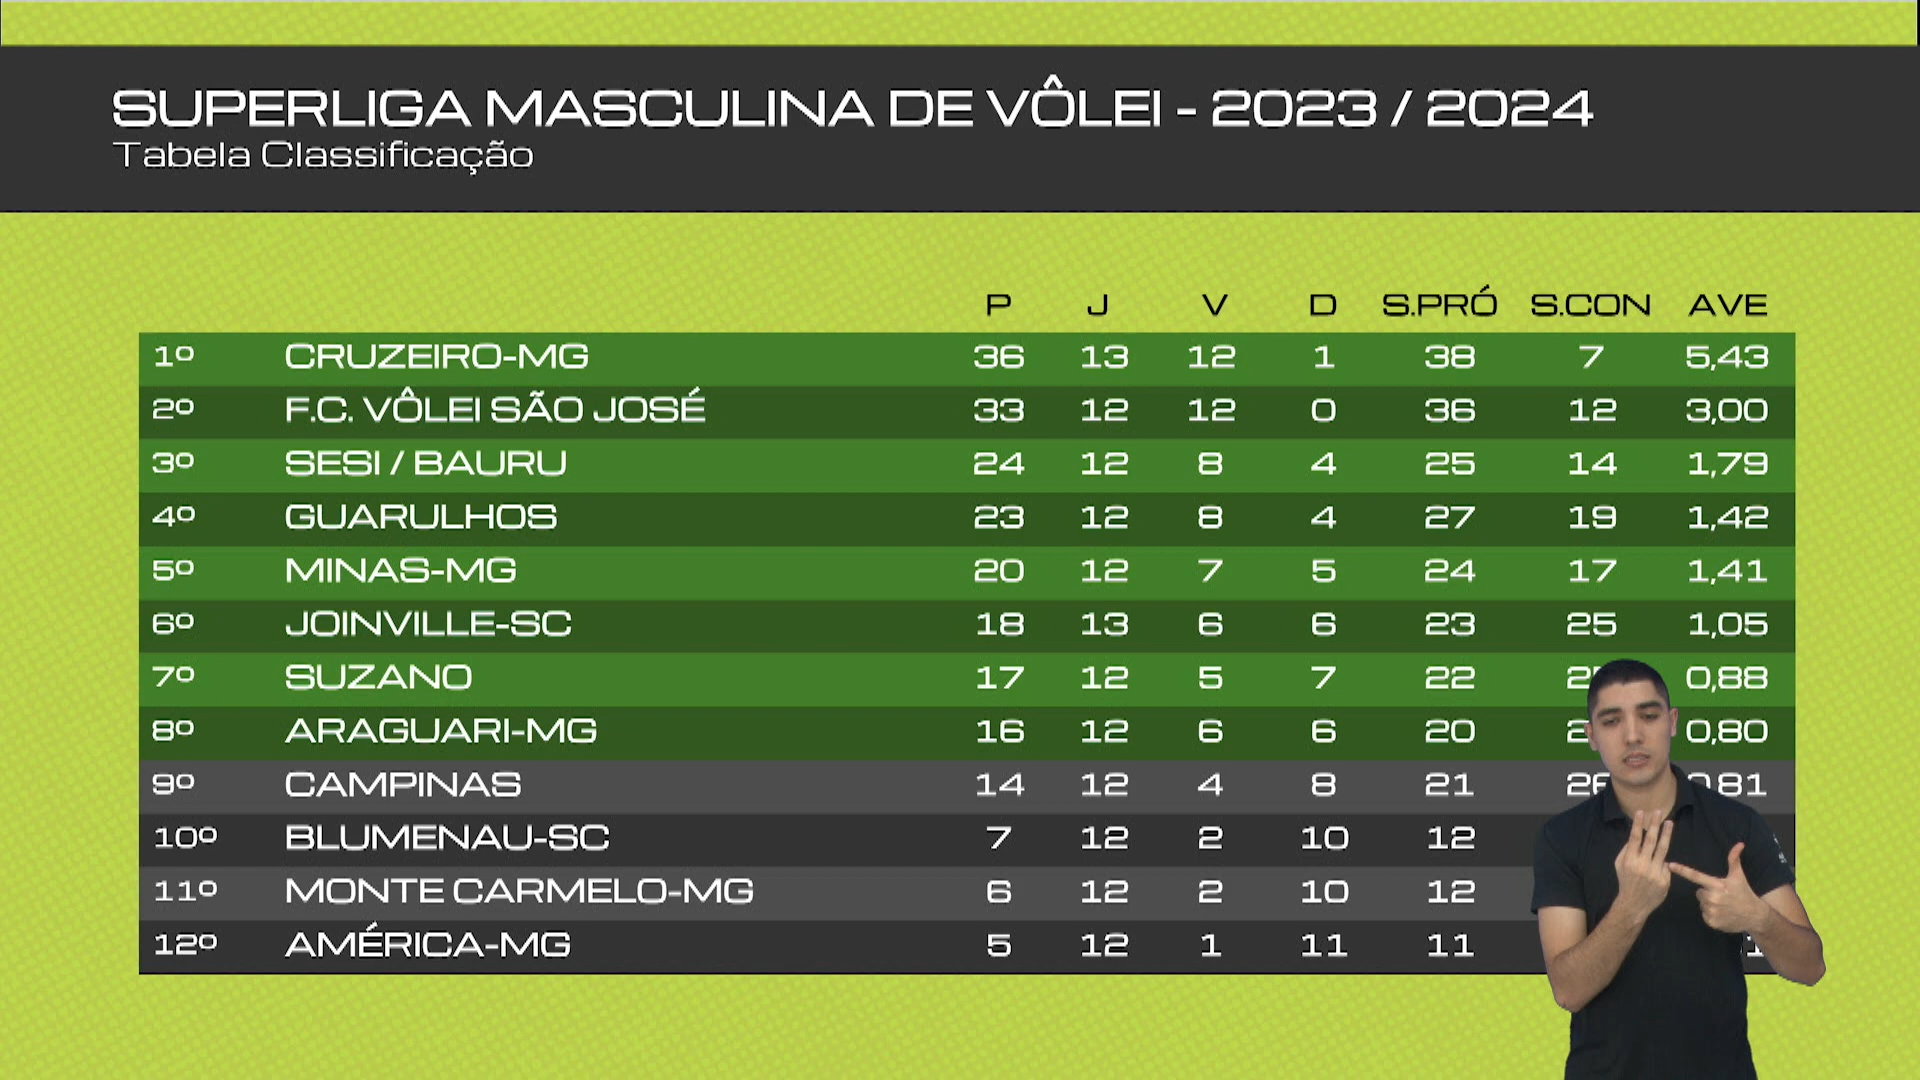 SUPERLIGA MASCULINA DE VÔLEI - 2023 / 2024
Tabela Classificação
P J V D S.PRÓ S.CON AVE
1º CRUZEIRO-MG 36 13 12 1 38 7 5,43
2º F.C. VÔLEI SÃO JOSÉ 33 12 12 0 36 12 3,00
3º SESI / BAURU 24 12 8 4 25 14 1,79
4º GUARULHOS 23 12 8 4 27 19 1,42
5º MINAS-MG 20 12 7 5 24 17 1,41
6º JOINVILLE-SC 18 13 6 6 23 25 1,05
7º SUZANO 17 12 5 7 22 0,88
8º ARAGUARI-MG 16 12 6 6 20 0,80
9º CAMPINAS 14 12 4 8 21 26
10º BLUMENAU-SC 7 12 2 10 12
11º MONTE CARMELO-MG 6 12 2 10 12
12º AMÉRICA-MG 5 12 1 11 11